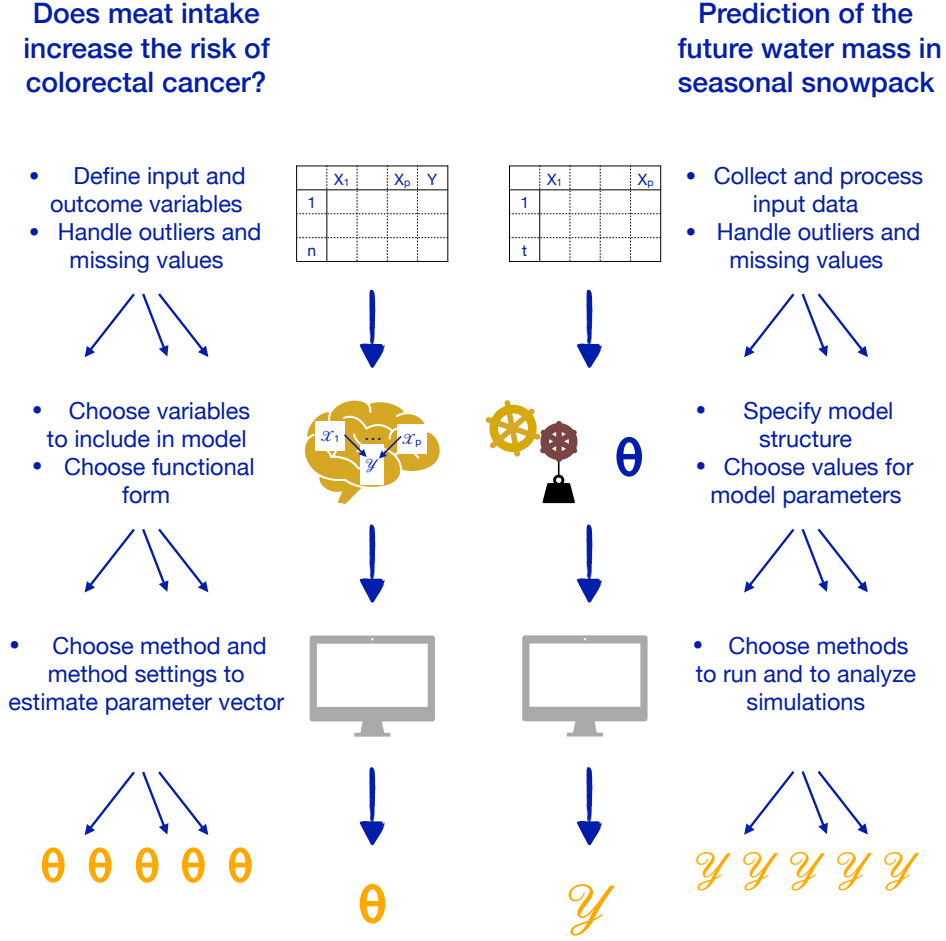 Does meat intake
increase the risk of
colorectal cancer?
Prediction of the
future water mass in
seasonal snowpack
• Define input and
outcome variables
• Handle outliers and
missing values
X₁ Xₚ Y
1
n
X₁ Xₚ
1
t
• Collect and process
input data
• Handle outliers and
missing values
• Choose variables
to include in model
• Choose functional
form
𝒳₁ ... 𝒳ₚ
𝒴
θ
• Specify model
structure
• Choose values for
model parameters
• Choose method and
method settings to
estimate parameter vector
• Choose methods
to run and to analyze
simulations
θ θ θ θ θ
θ
𝒴
𝒴 𝒴 𝒴 𝒴 𝒴